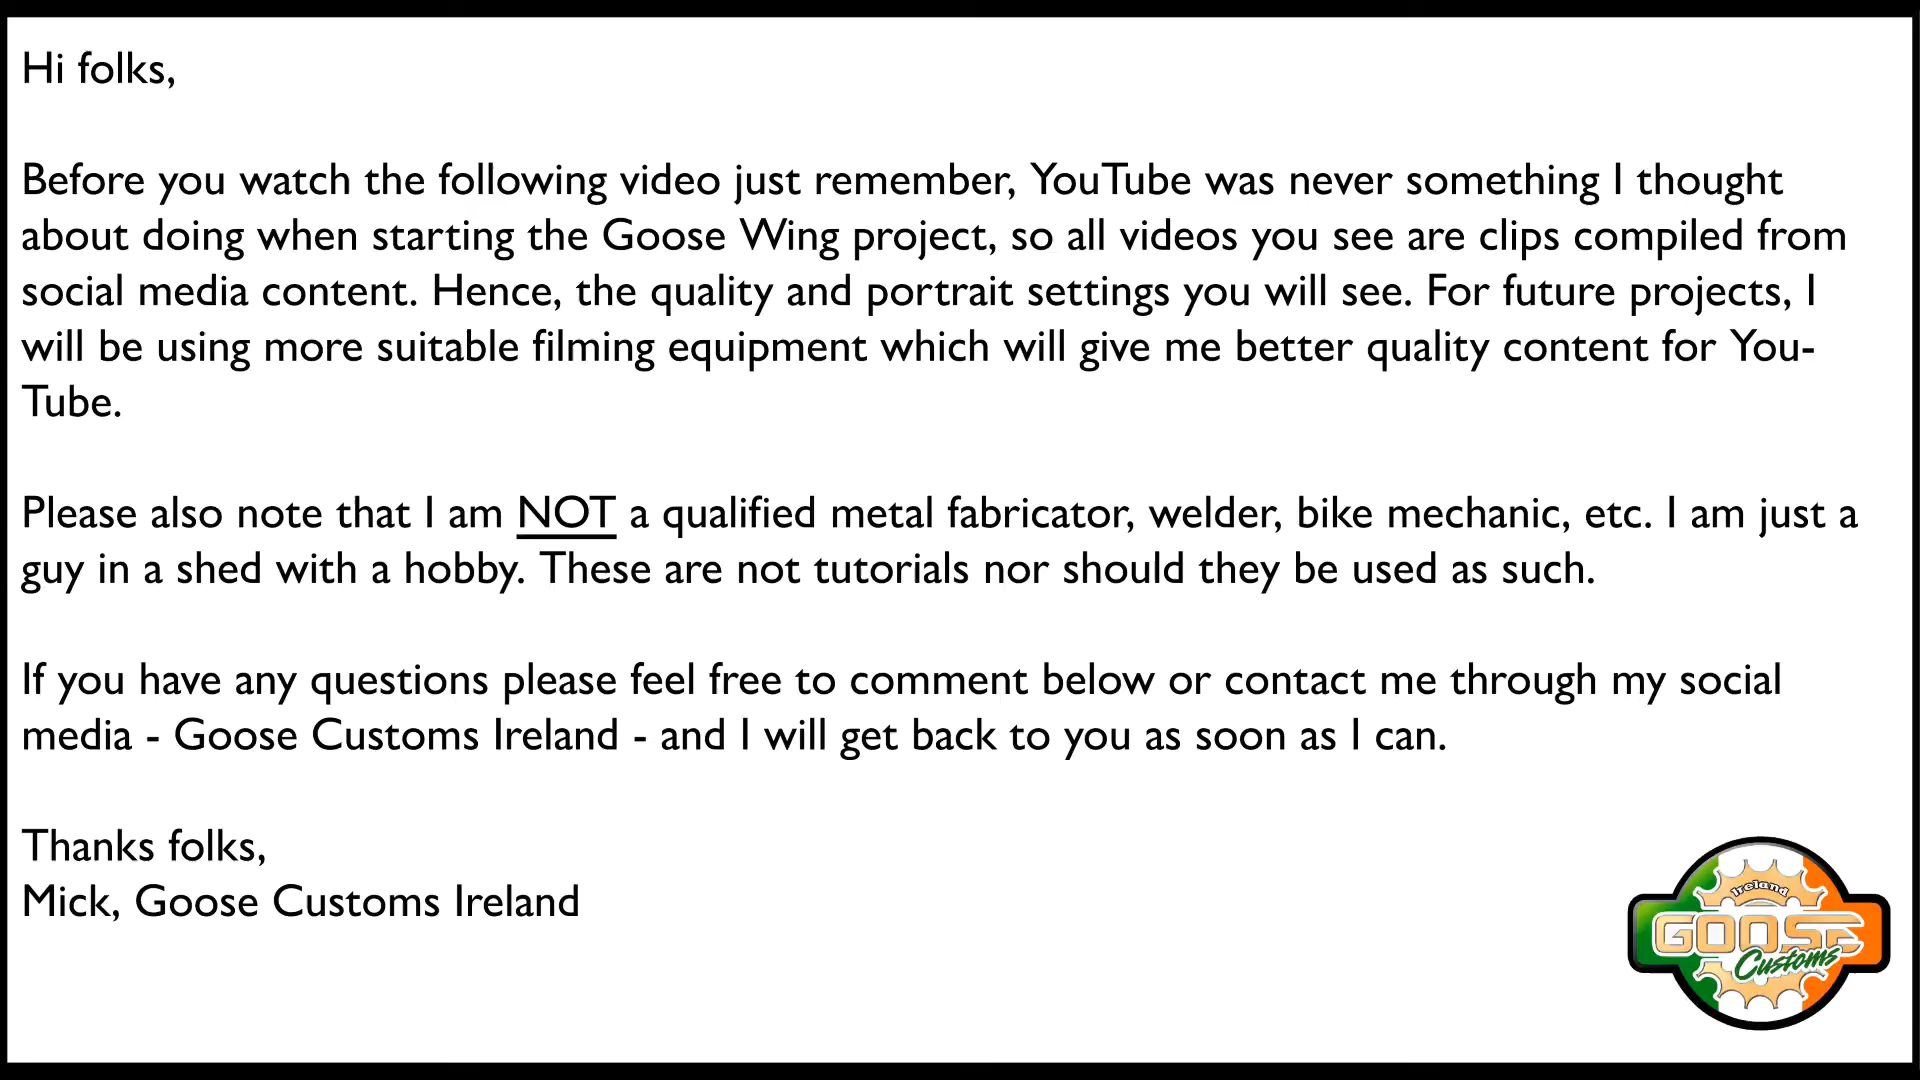 Hi folks,
Before you watch the following video just remember, YouTube was never something I thought
about doing when starting the Goose Wing project, so all videos you see are clips compiled from
social media content. Hence, the quality and portrait settings you will see. For future projects, I
will be using more suitable filming equipment which will give me better quality content for You-
Tube.
Please also note that I am NOT a qualified metal fabricator, welder, bike mechanic, etc. I am just a
guy in a shed with a hobby. These are not tutorials nor should they be used as such.
If you have any questions please feel free to comment below or contact me through my social
media - Goose Customs Ireland - and I will get back to you as soon as I can.
Thanks folks,
Mick, Goose Customs Ireland
Ireland
GOOSE
Customs